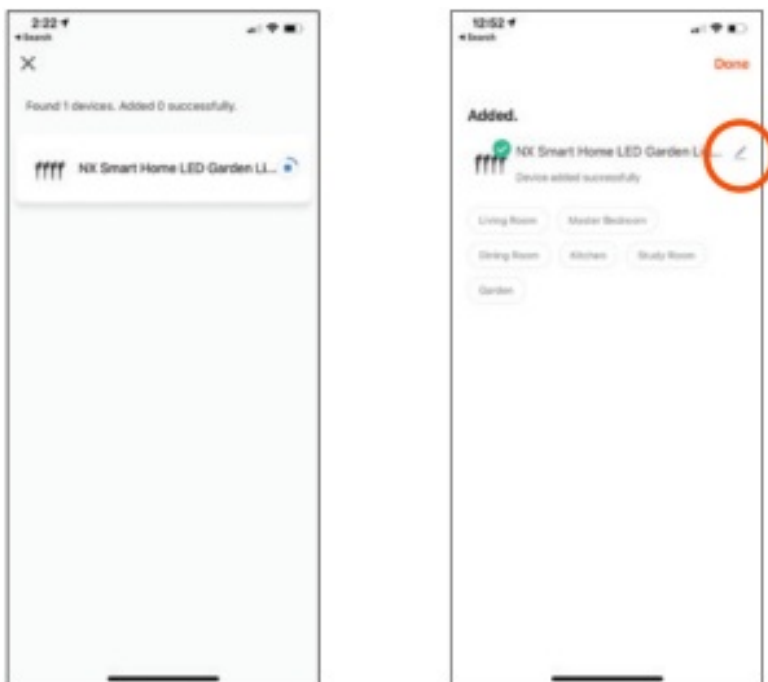 2:22
Search
Found 1 devices. Added 0 successfully.
NX Smart Home LED Garden Li...
12:52
Search
Done
Added.
NX Smart Home LED Garden Li...
Device added successfully
Living Room Master Bedroom
Dining Room Kitchen Study Room
Garden